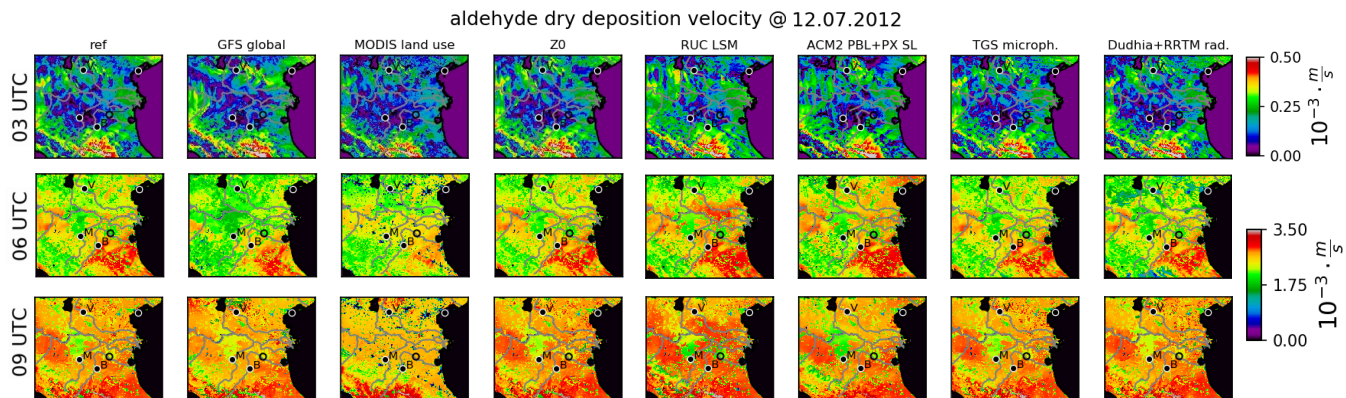 aldehyde dry deposition velocity @ 12.07.2012
ref GFS global MODIS land use Z0 RUC LSM ACM2 PBL+PX SL TGS microph. Dudhia+RRTM rad.
03 UTC
0.50
0.25
0.00
10⁻³ · m/s
06 UTC
V V V V V V V
M M M M M M M M
B B B B B B B B
3.50
1.75
0.00
10⁻³ · m/s
09 UTC
M M M M M M M M
B B B B B B B B